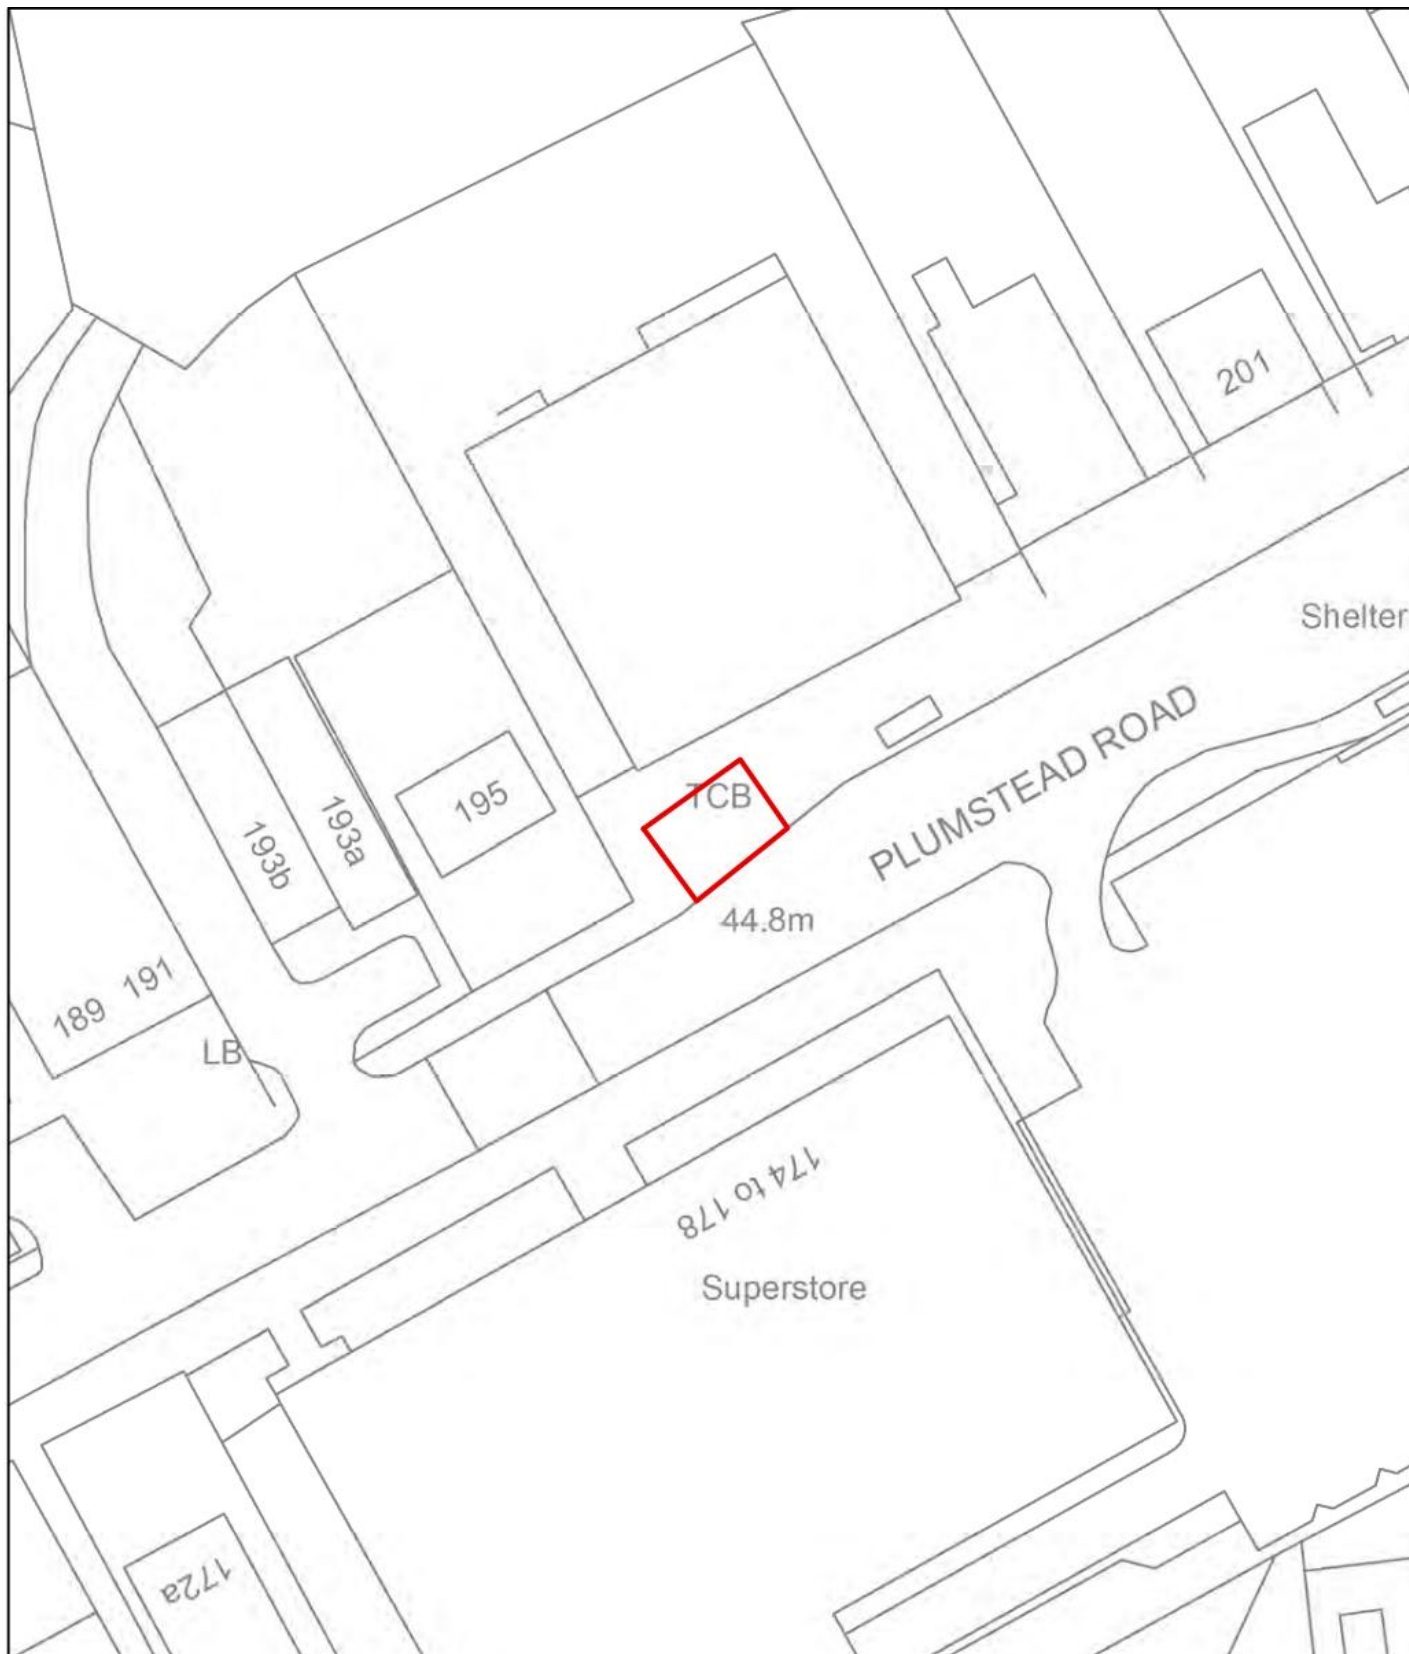 201
Shelter
PLUMSTEAD ROAD
TCB
195
193a
193b
44.8m
191
189
LB
174 to 178
Superstore
172a